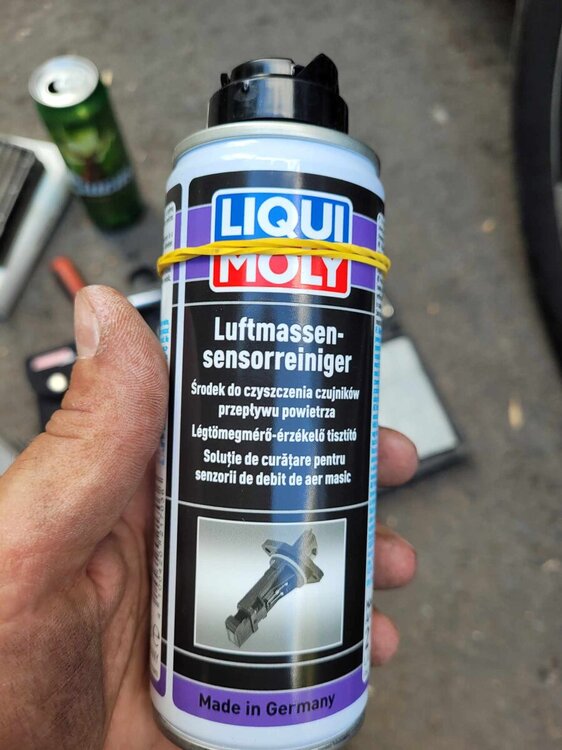 LIQUI
MOLY
Luftmassen-
sensorreiniger
Środek do czyszczenia czujników
przepływu powietrza
Légtömegmérő-érzékelő tisztító
Soluție de curățare pentru
senzorii de debit de aer masic
Made in Germany